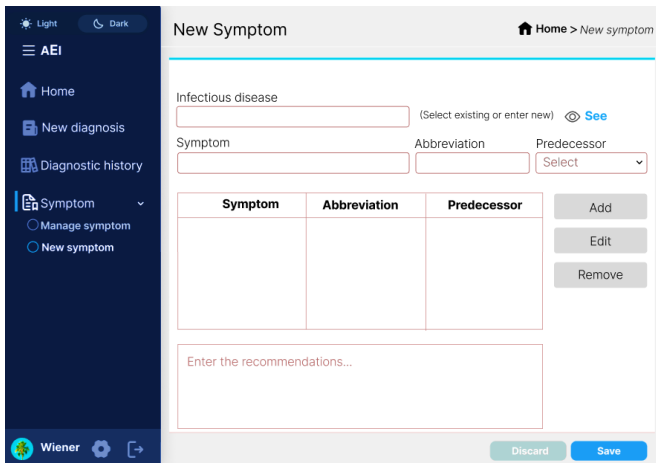 Light Dark
AEI
Home
New diagnosis
Diagnostic history
Symptom
Manage symptom
New symptom
Wiener
New Symptom
Home > New symptom
Infectious disease
(Select existing or enter new) See
Symptom Abbreviation Predecessor
Select
Symptom Abbreviation Predecessor
Add
Edit
Remove
Enter the recommendations...
Discard Save